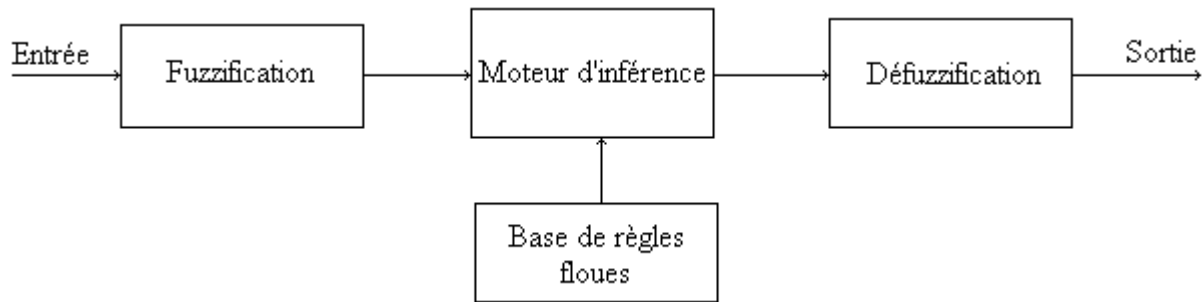 Entrée
Fuzzification
Moteur d'inférence
Défuzzification
Sortie
Base de règles
floues